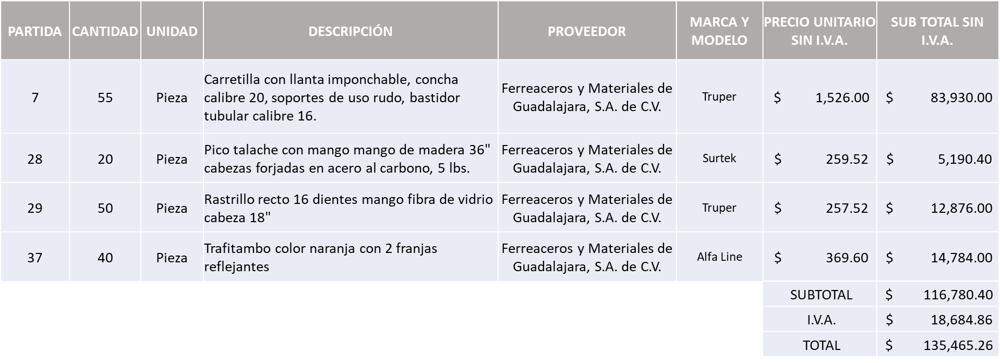 PARTIDA CANTIDAD UNIDAD DESCRIPCIÓN PROVEEDOR MARCA Y MODELO PRECIO UNITARIO SIN I.V.A. SUB TOTAL SIN I.V.A.
7 55 Pieza
Carretilla con llanta imponchable, concha
calibre 20, soportes de uso rudo, bastidor
tubular calibre 16.
Ferreaceros y Materiales de
Guadalajara, S.A. de C.V.
Truper $ 1,526.00 $ 83,930.00
28 20 Pieza
Pico talache con mango mango de madera 36"
cabezas forjadas en acero al carbono, 5 lbs.
Ferreaceros y Materiales de
Guadalajara, S.A. de C.V.
Surtek $ 259.52 $ 5,190.40
29 50 Pieza
Rastrillo recto 16 dientes mango fibra de vidrio
cabeza 18"
Ferreaceros y Materiales de
Guadalajara, S.A. de C.V.
Truper $ 257.52 $ 12,876.00
37 40 Pieza
Trafitambo color naranja con 2 franjas
reflejantes
Ferreaceros y Materiales de
Guadalajara, S.A. de C.V.
Alfa Line $ 369.60 $ 14,784.00
SUBTOTAL $ 116,780.40
I.V.A. $ 18,684.86
TOTAL $ 135,465.26